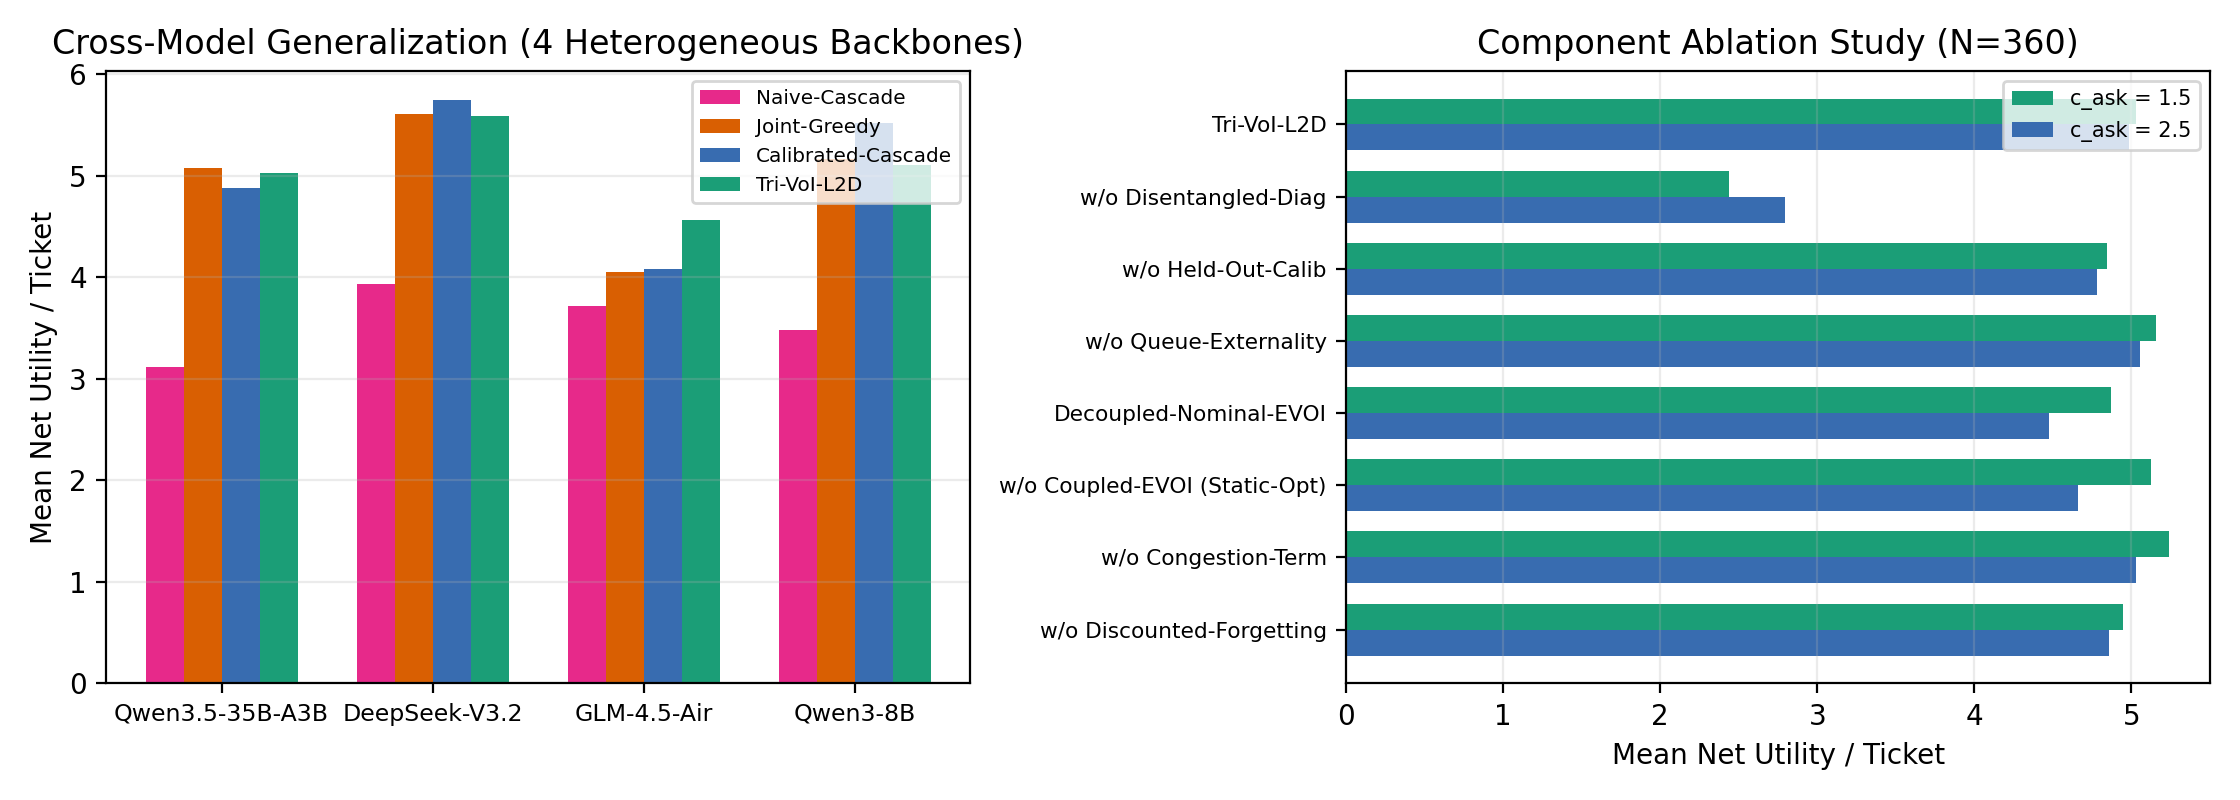 Cross-Model Generalization (4 Heterogeneous Backbones)
Mean Net Utility / Ticket
6
5
4
3
2
1
0
Naive-Cascade
Joint-Greedy
Calibrated-Cascade
Tri-VoI-L2D
Qwen3.5-35B-A3B
DeepSeek-V3.2
GLM-4.5-Air
Qwen3-8B
Component Ablation Study (N=360)
c_ask = 1.5
c_ask = 2.5
Tri-VoI-L2D
w/o Disentangled-Diag
w/o Held-Out-Calib
w/o Queue-Externality
Decoupled-Nominal-EVOI
w/o Coupled-EVOI (Static-Opt)
w/o Congestion-Term
w/o Discounted-Forgetting
0
1
2
3
4
5
Mean Net Utility / Ticket